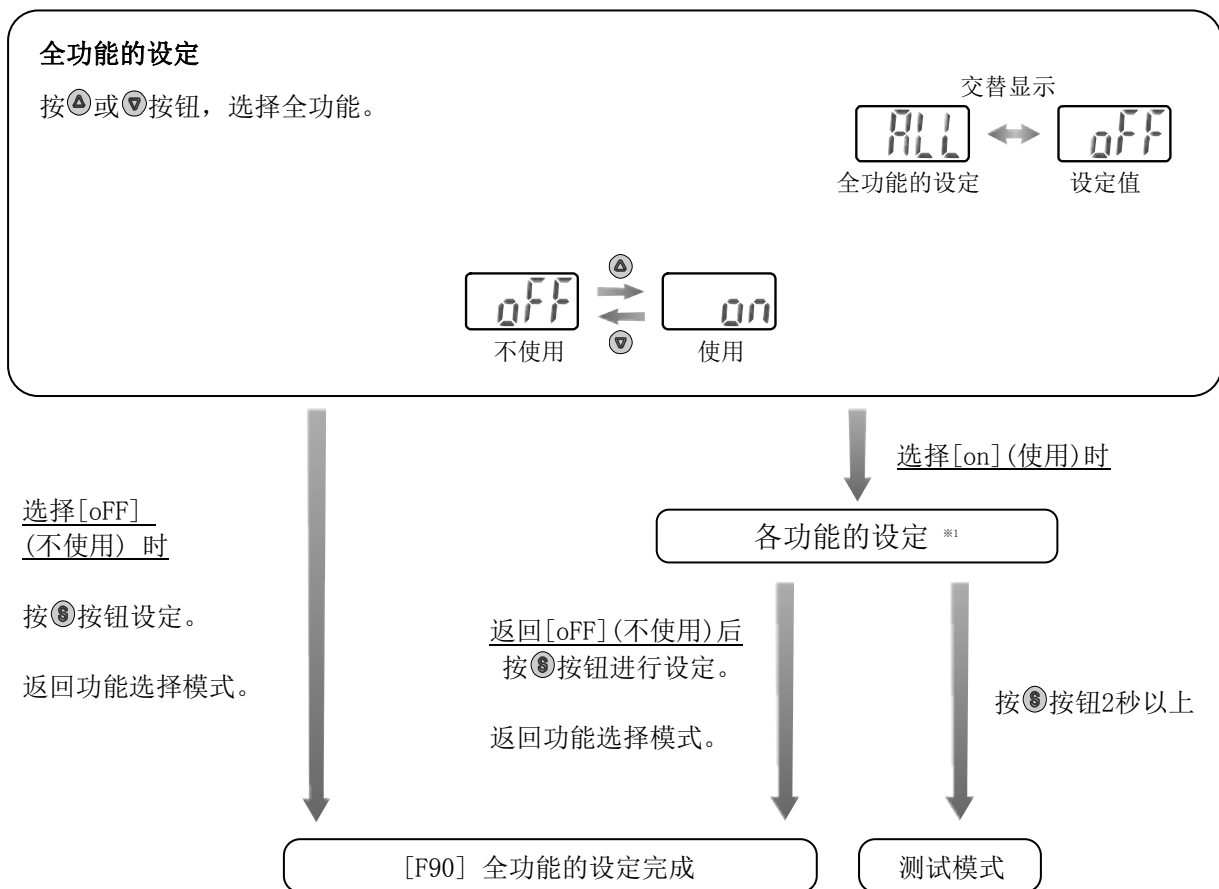 全功能的设定
按或按钮，选择全功能。
交替显示
ALL
oFF
全功能的设定
设定值
oFF
on
不使用
使用
选择[on](使用)时
选择[oFF]
(不使用) 时
各功能的设定 ※1
按S按钮设定。
返回功能选择模式。
返回[oFF](不使用)后
按S按钮进行设定。
返回功能选择模式。
按S按钮2秒以上
[F90] 全功能的设定完成
测试模式